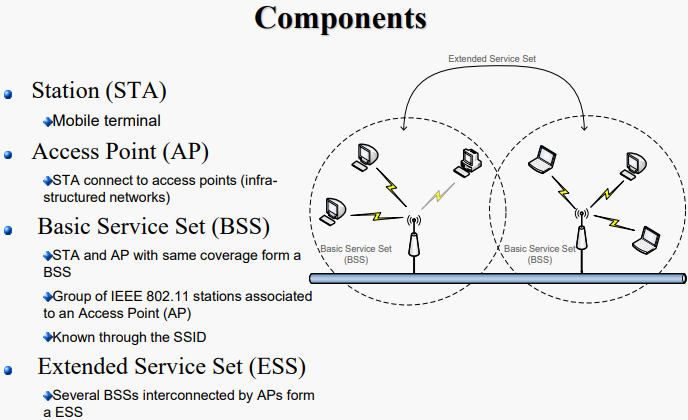 Components
Station (STA)
Mobile terminal
Access Point (AP)
STA connect to access points (infra-
structured networks)
Basic Service Set (BSS)
STA and AP with same coverage form a
BSS
Group of IEEE 802.11 stations associated
to an Access Point (AP)
Known through the SSID
Extended Service Set (ESS)
Several BSSs interconnected by APs form
a ESS
Extended Service Set
Basic Service Set
(BSS)
Basic Service Set
(BSS)